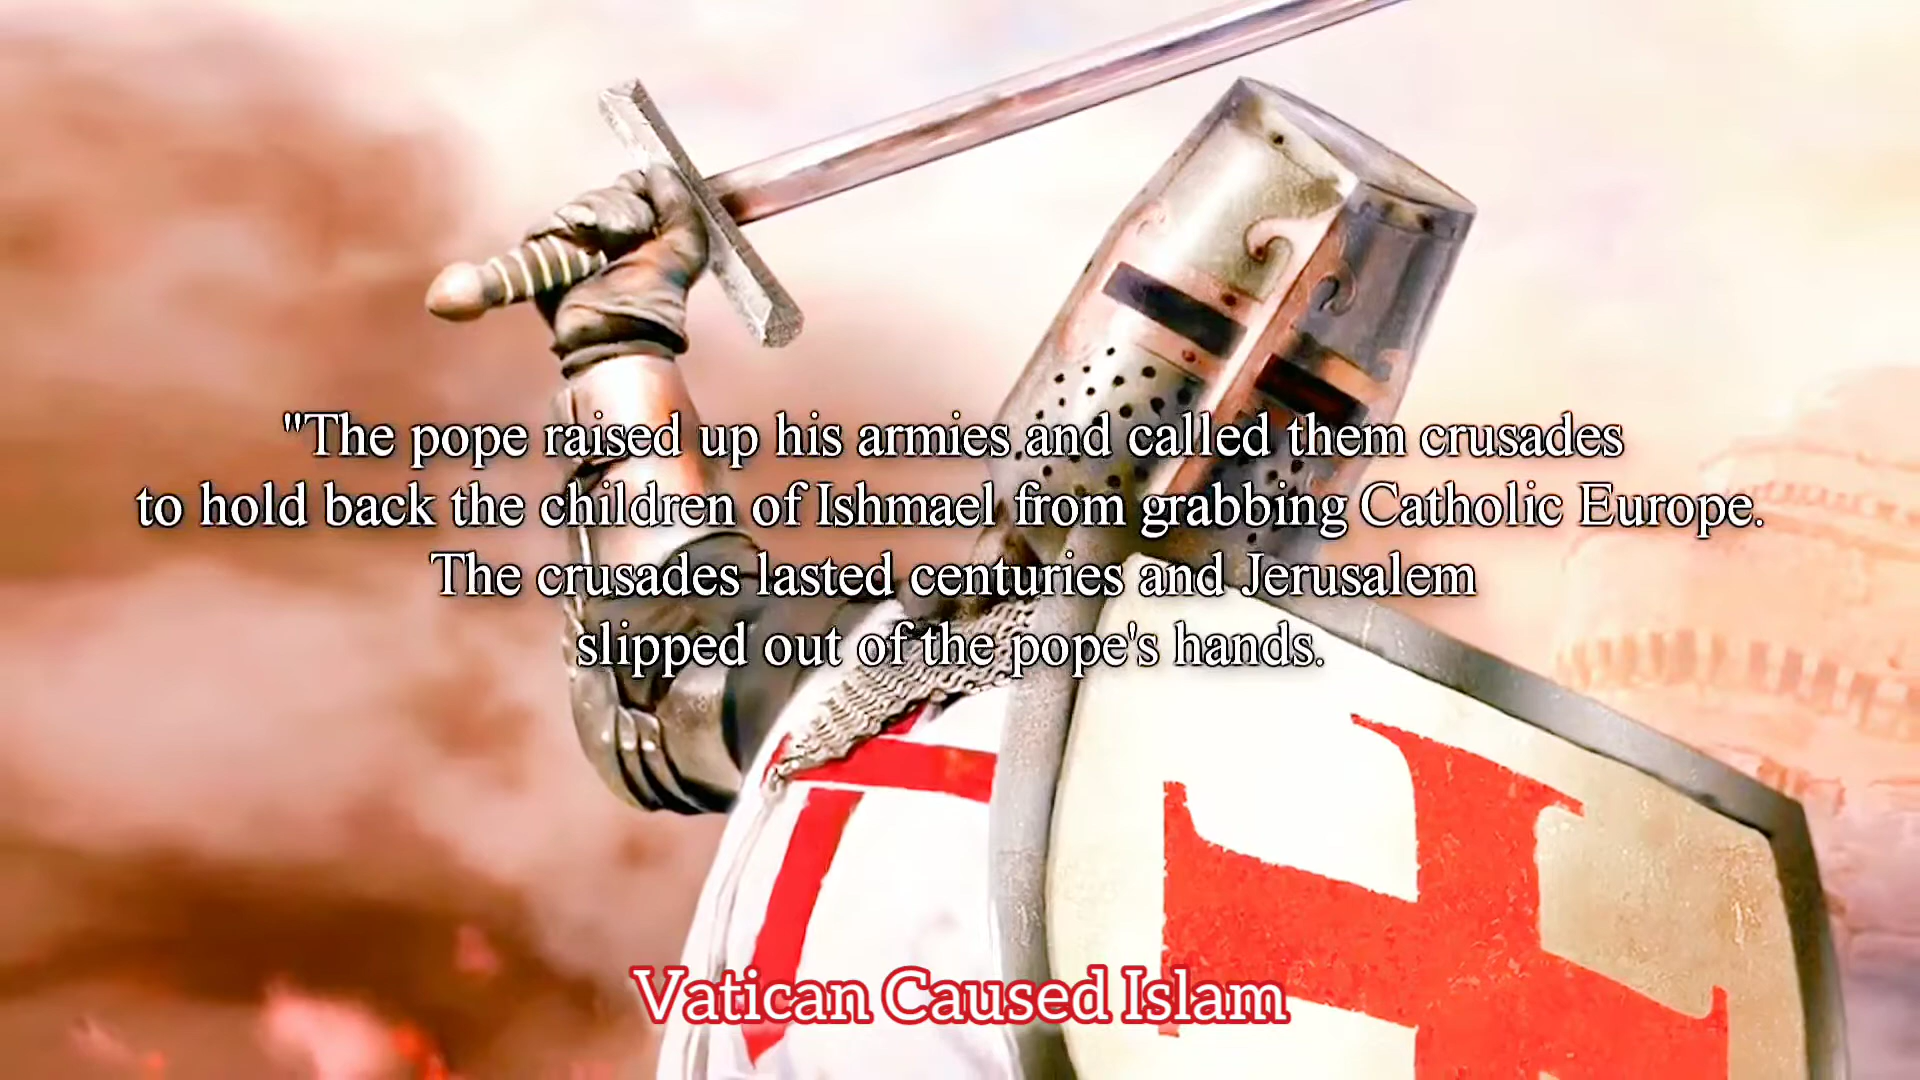 "The pope raised up his armies and called them crusades
to hold back the children of Ishmael from grabbing Catholic Europe.
The crusades lasted centuries and Jerusalem
slipped out of the pope's hands.
Vatican Caused Islam